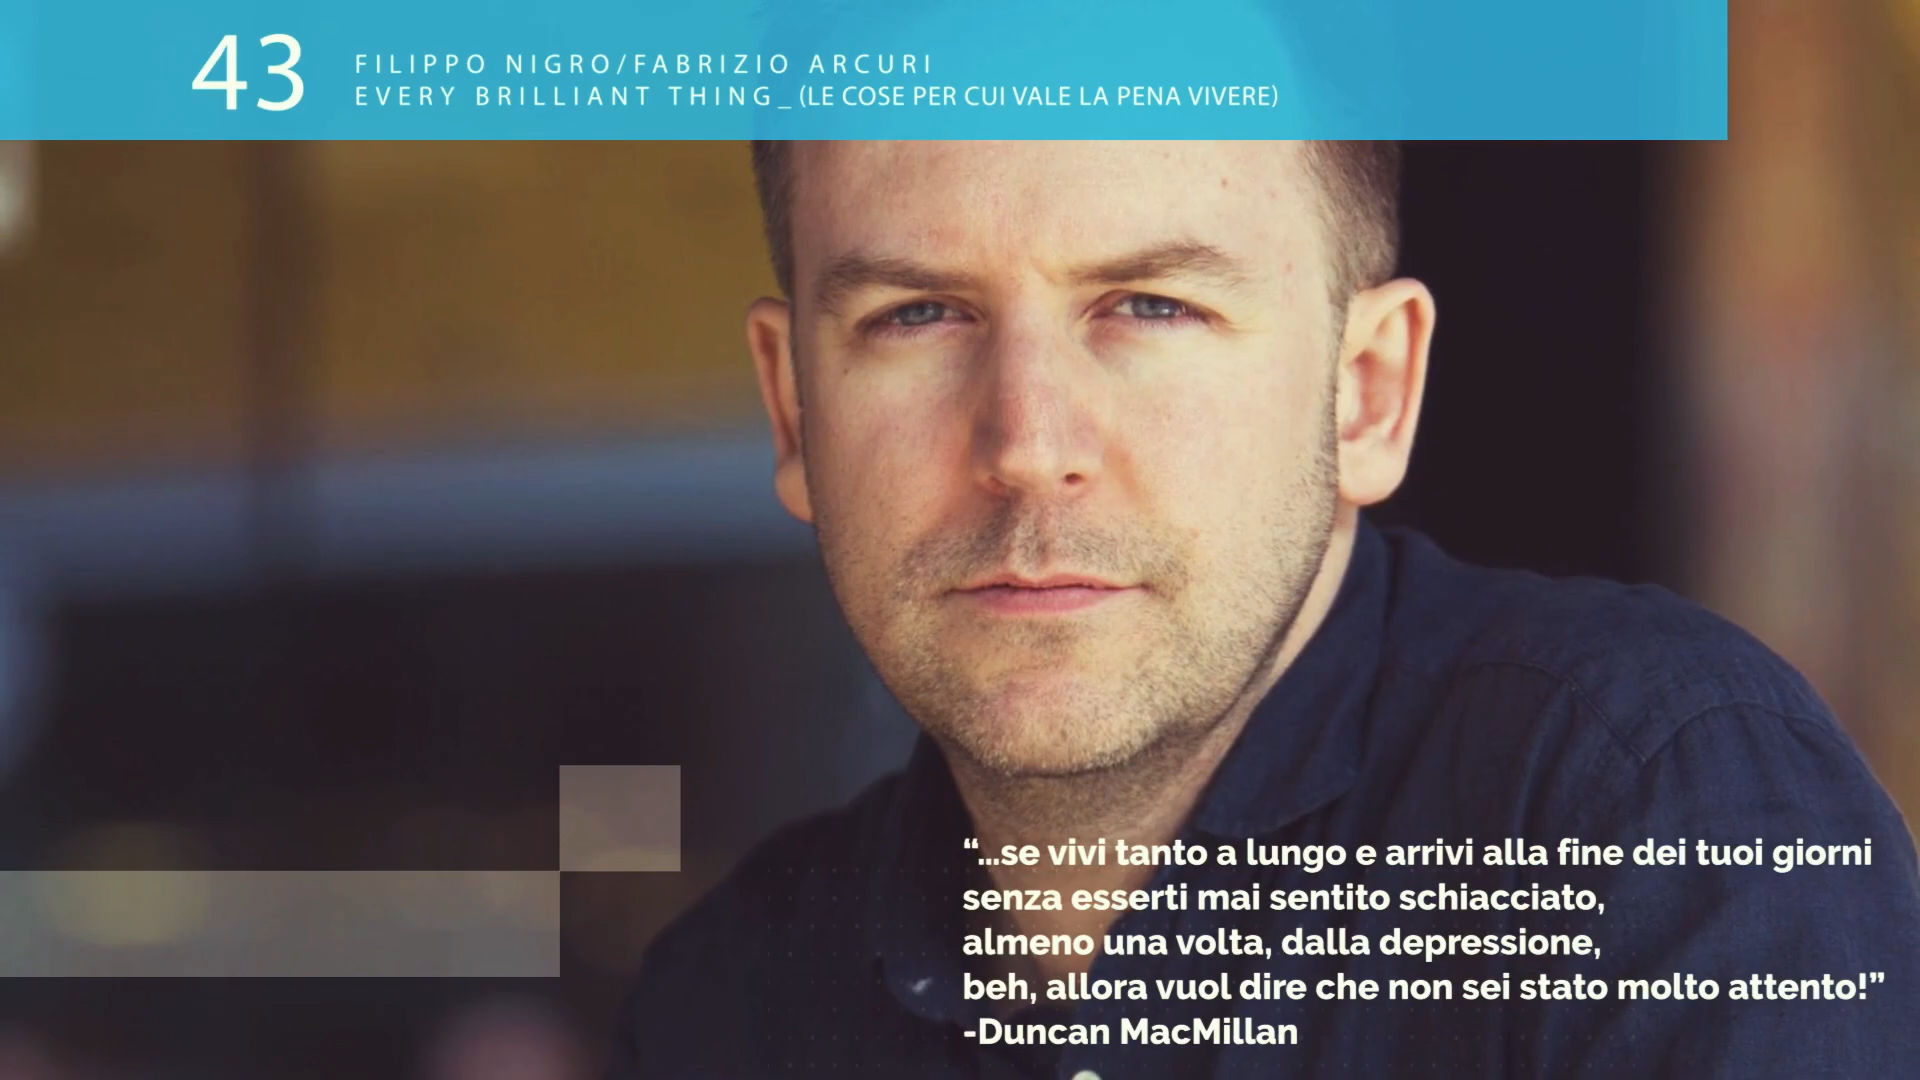 43
FILIPPO NIGRO/FABRIZIO ARCURI
EVERY BRILLIANT THING_(LE COSE PER CUI VALE LA PENA VIVERE)
“...se vivi tanto a lungo e arrivi alla fine dei tuoi giorni
senza esserti mai sentito schiacciato,
almeno una volta, dalla depressione,
beh, allora vuol dire che non sei stato molto attento!”
-Duncan MacMillan